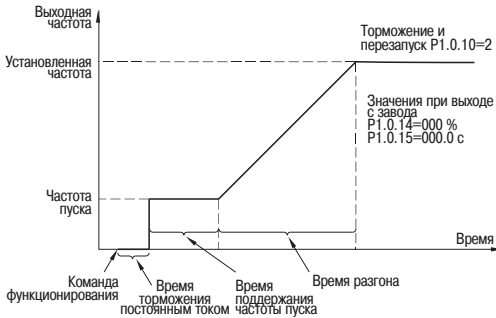 Выходная
частота
Торможение и
перезапуск P1.0.10=2
Установленная
частота
Значения при выходе
с завода
P1.0.14=000 %
P1.0.15=000.0 с
Частота
пуска
Время
Команда
функционирования
Время
торможения
постоянным током
Время
поддержания
частоты пуска
Время разгона